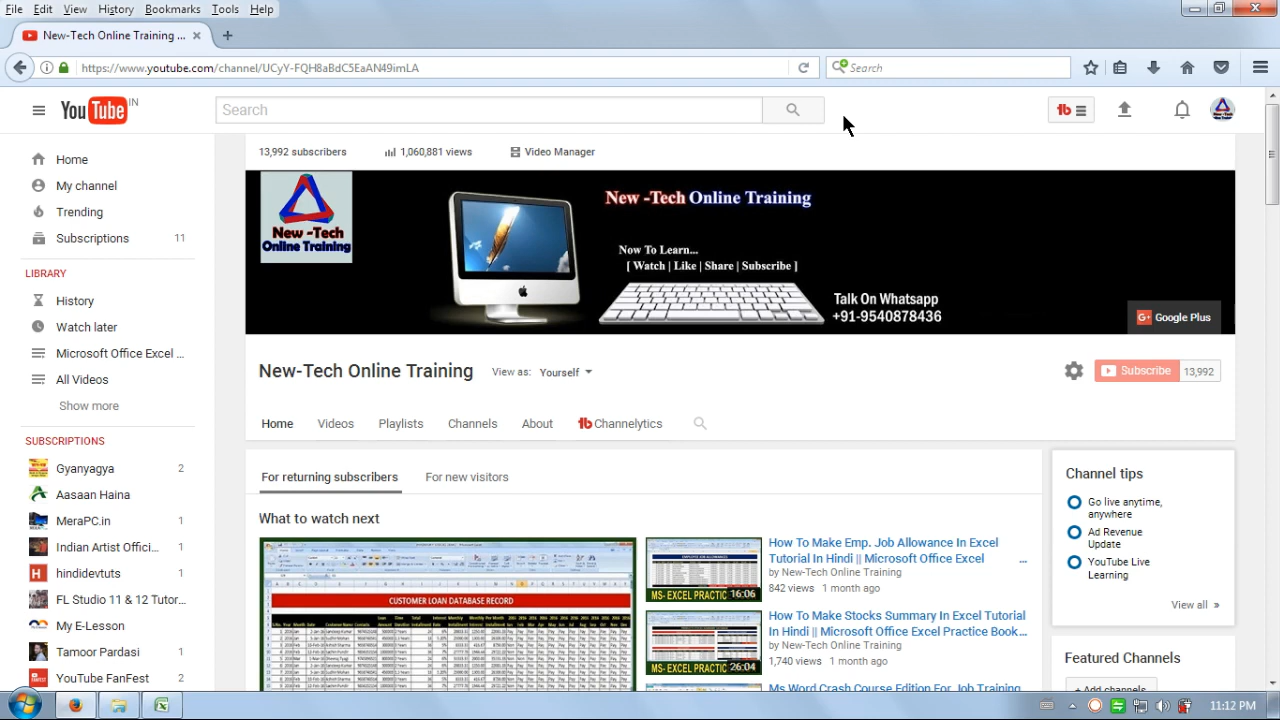 File Edit View History Bookmarks Tools Help
New-Tech Online Training ...
https://www.youtube.com/channel/UCyY-FQH8aBdC5EaAN49imLA
Search
YouTube IN
Search
13,992 subscribers
1,060,881 views
Video Manager
Home
My channel
Trending
Subscriptions 11
LIBRARY
History
Watch later
Microsoft Office Excel ...
All Videos
Show more
SUBSCRIPTIONS
Gyanyagya 2
Aasaan Haina
MeraPC.in 1
Indian Artist Offici... 1
hindidevtuts 1
FL Studio 11 & 12 Tutor...
My E-Lesson
Tamoor Pardasi 1
YouTube FanFest
New -Tech
Online Training
New -Tech Online Training
Now To Learn...
[ Watch | Like | Share | Subscribe ]
Talk On Whatsapp
+91-9540878436
Google Plus
New-Tech Online Training
View as: Yourself
Subscribe 13,992
Home Videos Playlists Channels About Channelytics
For returning subscribers
For new visitors
What to watch next
CUSTOMER LOAN DATABASE RECORD
MS- EXCEL PRACTIC 16:06
How To Make Emp. Job Allowance In Excel
Tutorial In Hindi || Microsoft Office Excel ...
by New-Tech Online Training
842 views 1 month ago
MS- EXCEL PRACTIC 26:04
How To Make Stocks Summary In Excel Tutorial
In Hindi || Microsoft Office Excel Practice Book...
by New-Tech Online Training
1 month ago
Ms Word Crash Course Edition For Job Training
Channel tips
Go live anytime,
anywhere
Ad Revenue
Update
YouTube Live
Learning
View all »
Featured Channels
+ Add channels
11:12 PM